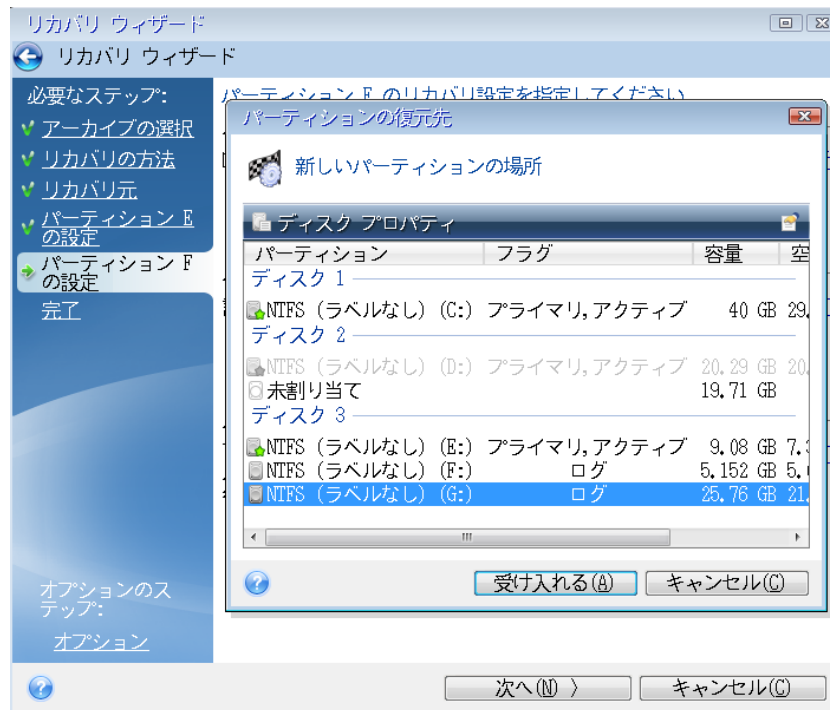 リカバリ ウィザード
リカバリ ウィザード
必要なステップ:
アーカイブの選択
リカバリの方法
リカバリ元
パーティション E
の設定
パーティション F
の設定
完了
オプションのス
テップ:
オプション
パーティション F のリカバリ設定を指定してください
パーティションの復元先
新しいパーティションの場所
ディスク プロパティ
パーティション フラグ 容量 空
ディスク 1
NTFS (ラベルなし) (C:) プライマリ,アクティブ 40 GB 29.
ディスク 2
NTFS (ラベルなし) (D:) プライマリ,アクティブ 20.29 GB 20.
未割り当て 19.71 GB
ディスク 3
NTFS (ラベルなし) (E:) プライマリ,アクティブ 9.08 GB 7.
NTFS (ラベルなし) (F:) ログ 5.152 GB 5.
NTFS (ラベルなし) (G:) ログ 25.76 GB 21.
受け入れる(A) キャンセル(C)
次へ(N) 〉 キャンセル(C)